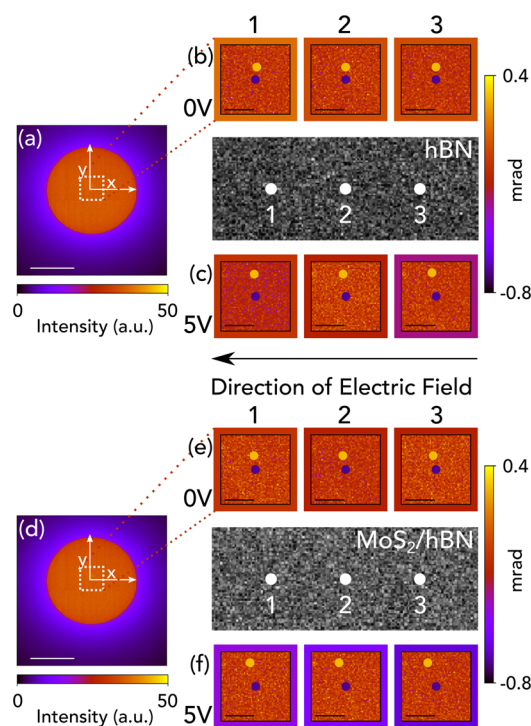 1 2 3
(b)
0V
0.4
(a)
y
x
hBN
1 2 3
mrad
(c)
5V
-0.8
0 50
Intensity (a.u.)
Direction of Electric Field
1 2 3
(e)
0V
0.4
(d)
y
x
MoS₂/hBN
1 2 3
mrad
(f)
5V
-0.8
0 50
Intensity (a.u.)